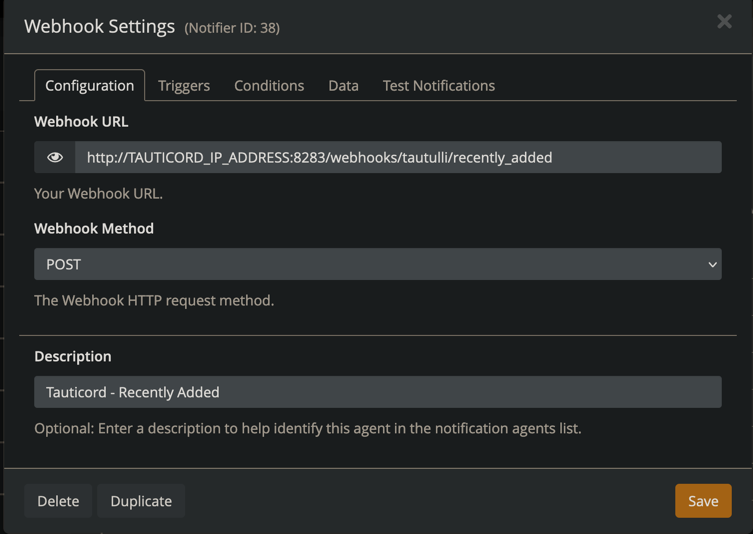 Webhook Settings (Notifier ID: 38)
Configuration Triggers Conditions Data Test Notifications
Webhook URL
http://TAUTICORD_IP_ADDRESS:8283/webhooks/tautulli/recently_added
Your Webhook URL.
Webhook Method
POST
The Webhook HTTP request method.
Description
Tauticord - Recently Added
Optional: Enter a description to help identify this agent in the notification agents list.
Delete Duplicate Save